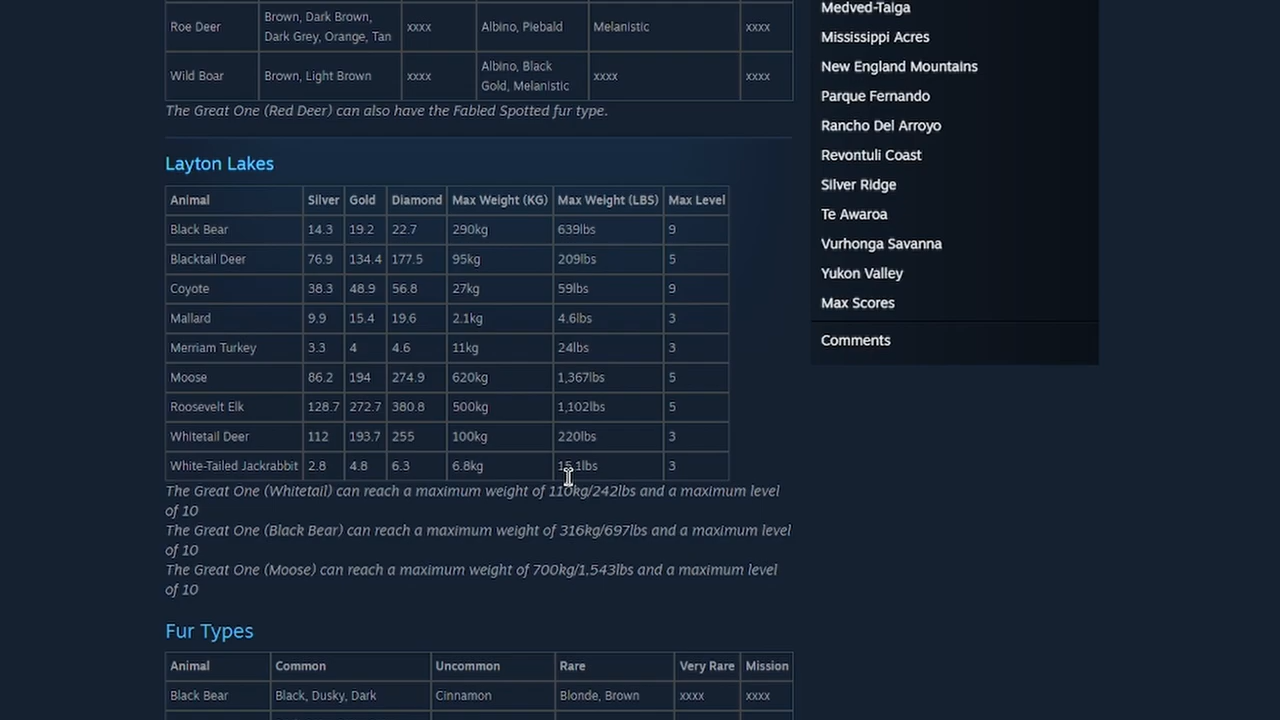 Roe Deer Brown, Dark Brown, Dark Grey, Orange, Tan xxxx Albino, Piebald Melanistic xxxx
Wild Boar Brown, Light Brown xxxx Albino, Black Gold, Melanistic xxxx xxxx
The Great One (Red Deer) can also have the Fabled Spotted fur type.
Layton Lakes
Animal Silver Gold Diamond Max Weight (KG) Max Weight (LBS) Max Level
Black Bear 14.3 19.2 22.7 290kg 639lbs 9
Blacktail Deer 76.9 134.4 177.5 95kg 209lbs 5
Coyote 38.3 48.9 56.8 27kg 59lbs 9
Mallard 9.9 15.4 19.6 2.1kg 4.6lbs 3
Merriam Turkey 3.3 4 4.6 11kg 24lbs 3
Moose 86.2 194 274.9 620kg 1,367lbs 5
Roosevelt Elk 128.7 272.7 380.8 500kg 1,102lbs 5
Whitetail Deer 112 193.7 255 100kg 220lbs 3
White-Tailed Jackrabbit 2.8 4.8 6.3 6.8kg 15.1lbs 3
The Great One (Whitetail) can reach a maximum weight of 110kg/242lbs and a maximum level
of 10
The Great One (Black Bear) can reach a maximum weight of 316kg/697lbs and a maximum level
of 10
The Great One (Moose) can reach a maximum weight of 700kg/1,543lbs and a maximum level
of 10
Fur Types
Animal Common Uncommon Rare Very Rare Mission
Black Bear Black, Dusky, Dark Cinnamon Blonde, Brown xxxx xxxx
Medved-Taiga
Mississippi Acres
New England Mountains
Parque Fernando
Rancho Del Arroyo
Revontuli Coast
Silver Ridge
Te Awaroa
Vurhonga Savanna
Yukon Valley
Max Scores
Comments